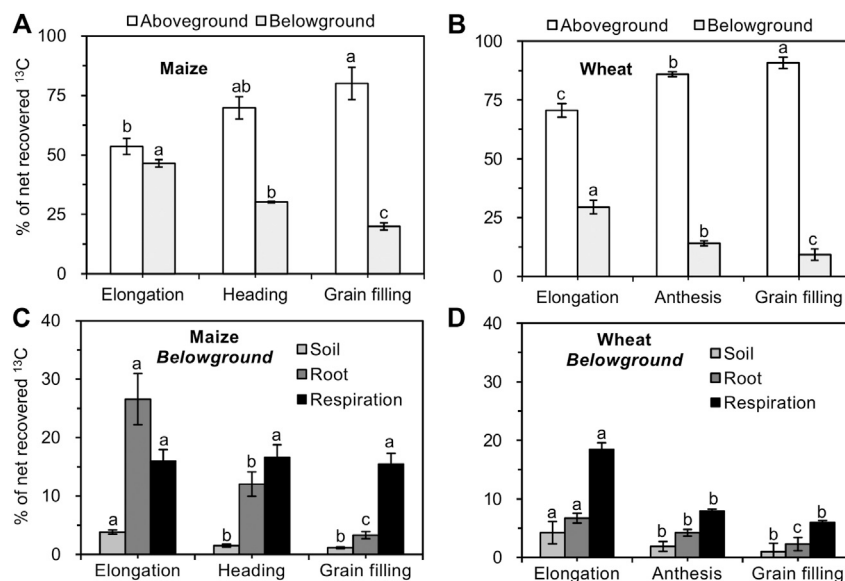 A
Aboveground Belowground
Maize
% of net recovered ¹³C
100
75
50
25
0
b
a
ab
b
a
c
Elongation Heading Grain filling
B
Aboveground Belowground
Wheat
100
75
50
25
0
c
a
b
b
a
c
Elongation Anthesis Grain filling
C
Maize
Belowground
Soil
Root
Respiration
% of net recovered ¹³C
40
30
20
10
0
a
a
a
b
b
a
b
c
a
Elongation Heading Grain filling
D
Wheat
Belowground
Soil
Root
Respiration
40
30
20
10
0
a
a
a
b
b
b
b
c
b
Elongation Anthesis Grain filling